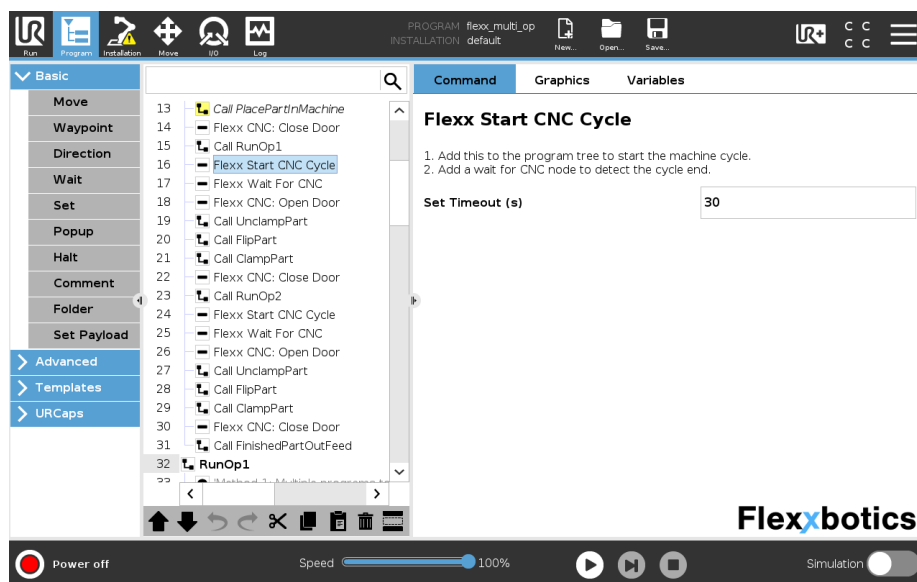 PROGRAM flexx_multi_op
INSTALLATION default
UR
Run
Program
Installation
Move
I/O
Log
New...
Open...
Save...
UR+
C C
C C
Basic
Move
Waypoint
Direction
Wait
Set
Popup
Halt
Comment
Folder
Set Payload
Advanced
Templates
URCaps
13 Call PlacePartInMachine
14 Flexx CNC: Close Door
15 Call RunOp1
16 Flexx Start CNC Cycle
17 Flexx Wait For CNC
18 Flexx CNC: Open Door
19 Call UnclampPart
20 Call FlipPart
21 Call ClampPart
22 Flexx CNC: Close Door
23 Call RunOp2
24 Flexx Start CNC Cycle
25 Flexx Wait For CNC
26 Flexx CNC: Open Door
27 Call UnclampPart
28 Call FlipPart
29 Call ClampPart
30 Flexx CNC: Close Door
31 Call FinishedPartOutFeed
32 RunOp1
Command
Graphics
Variables
Flexx Start CNC Cycle
1. Add this to the program tree to start the machine cycle.
2. Add a wait for CNC node to detect the cycle end.
Set Timeout (s)
30
Flexxbotics
Power off
Speed
100%
Simulation